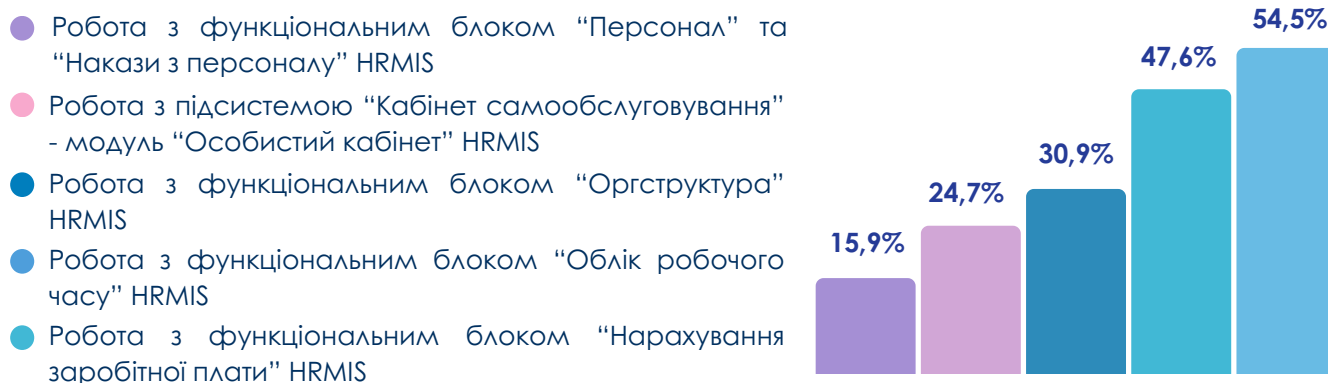 Робота з функціональним блоком “Персонал” та
“Накази з персоналу” HRMIS
Робота з підсистемою “Кабінет самообслуговування”
- модуль “Особистий кабінет” HRMIS
Робота з функціональним блоком “Оргструктура”
HRMIS
Робота з функціональним блоком “Облік робочого
часу” HRMIS
Робота з функціональним блоком “Нарахування
заробітної плати” HRMIS
15,9%
24,7%
30,9%
47,6%
54,5%